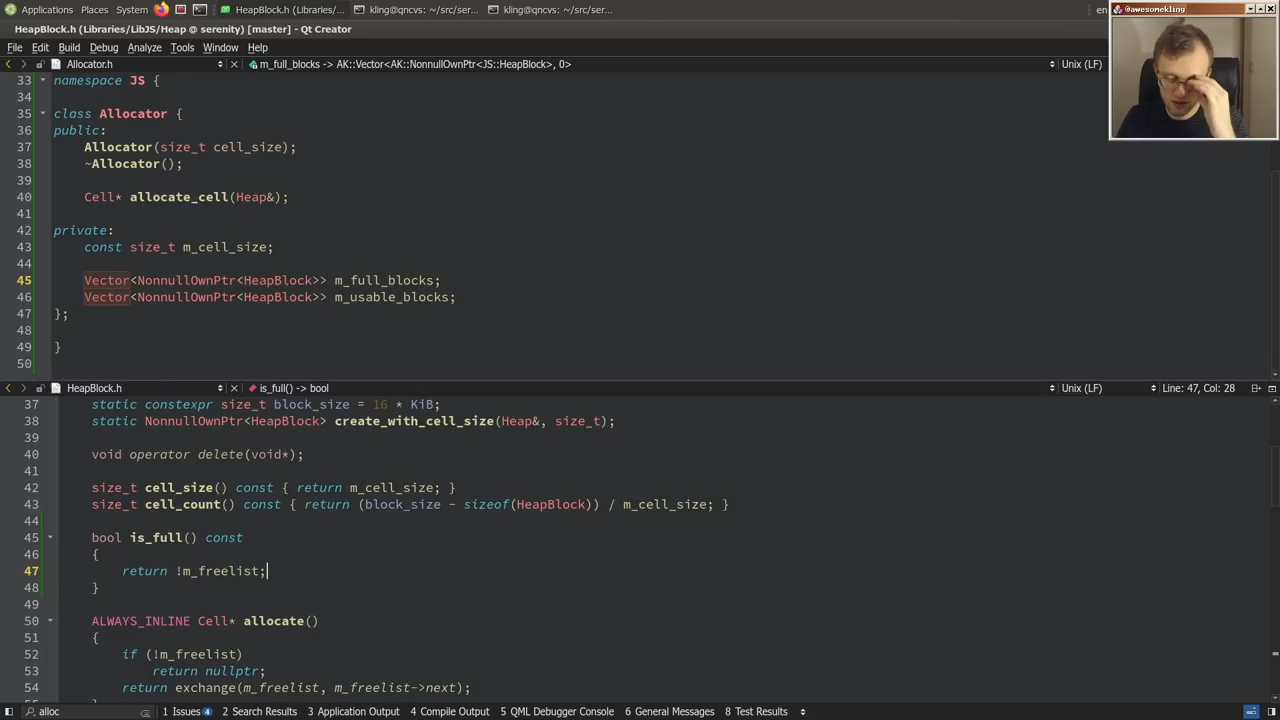 Applications Places System HeapBlock.h (Libraries/... kling@qncvs: ~/src/ser... kling@qncvs: ~/src/ser... en
@awesomekling
HeapBlock.h (Libraries/LibJS/Heap @ serenity) [master] - Qt Creator
File Edit Build Debug Analyze Tools Window Help
Allocator.h m_full_blocks -> AK::Vector<AK::NonnullOwnPtr<JS::HeapBlock>, 0> Unix (LF)
33 namespace JS {
34
35 class Allocator {
36 public:
37 Allocator(size_t cell_size);
38 ~Allocator();
39
40 Cell* allocate_cell(Heap&);
41
42 private:
43 const size_t m_cell_size;
44
45 Vector<NonnullOwnPtr<HeapBlock>> m_full_blocks;
46 Vector<NonnullOwnPtr<HeapBlock>> m_usable_blocks;
47 };
48
49 }
50
HeapBlock.h is_full() -> bool Unix (LF) Line: 47, Col: 28
37 static constexpr size_t block_size = 16 * KiB;
38 static NonnullOwnPtr<HeapBlock> create_with_cell_size(Heap&, size_t);
39
40 void operator delete(void*);
41
42 size_t cell_size() const { return m_cell_size; }
43 size_t cell_count() const { return (block_size - sizeof(HeapBlock)) / m_cell_size; }
44
45 bool is_full() const
46 {
47 return !m_freelist;
48 }
49
50 ALWAYS_INLINE Cell* allocate()
51 {
52 if (!m_freelist)
53 return nullptr;
54 return exchange(m_freelist, m_freelist->next);
55 }
alloc 1 Issues 4 2 Search Results 3 Application Output 4 Compile Output 5 QML Debugger Console 6 General Messages 8 Test Results